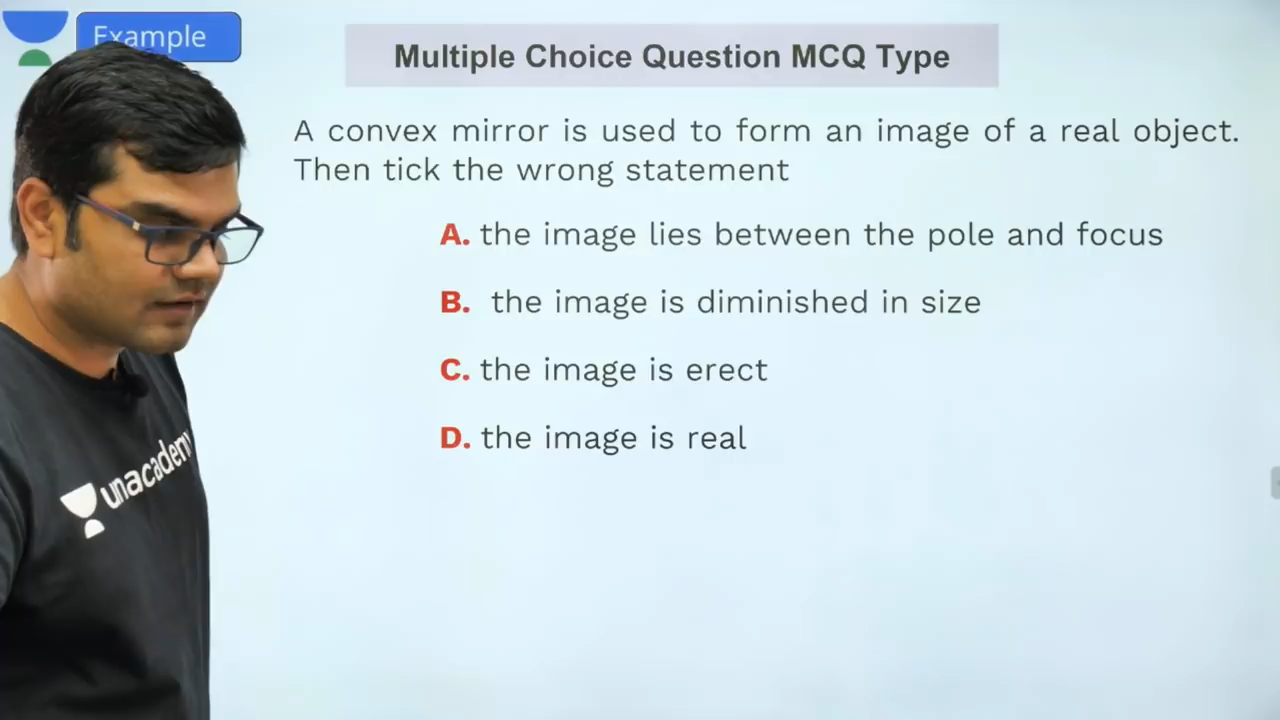 Example
Multiple Choice Question MCQ Type
A convex mirror is used to form an image of a real object.
Then tick the wrong statement
A. the image lies between the pole and focus
B. the image is diminished in size
C. the image is erect
D. the image is real
unacademy